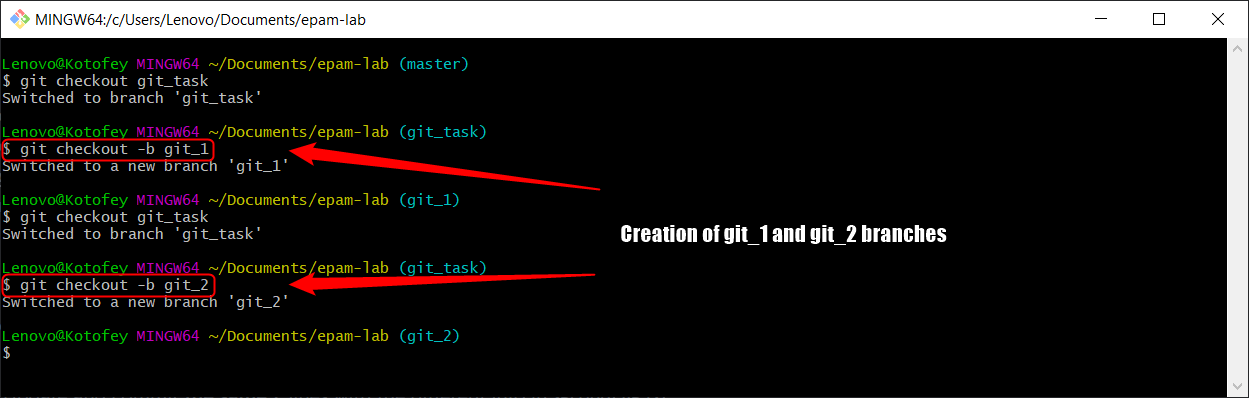 MINGW64:/c/Users/Lenovo/Documents/epam-lab
Lenovo@Kotofey MINGW64 ~/Documents/epam-lab (master)
$ git checkout git_task
Switched to branch 'git_task'
Lenovo@Kotofey MINGW64 ~/Documents/epam-lab (git_task)
$ git checkout -b git_1
Switched to a new branch 'git_1'
Lenovo@Kotofey MINGW64 ~/Documents/epam-lab (git_1)
$ git checkout git_task
Switched to branch 'git_task'
Creation of git_1 and git_2 branches
Lenovo@Kotofey MINGW64 ~/Documents/epam-lab (git_task)
$ git checkout -b git_2
Switched to a new branch 'git_2'
Lenovo@Kotofey MINGW64 ~/Documents/epam-lab (git_2)
$